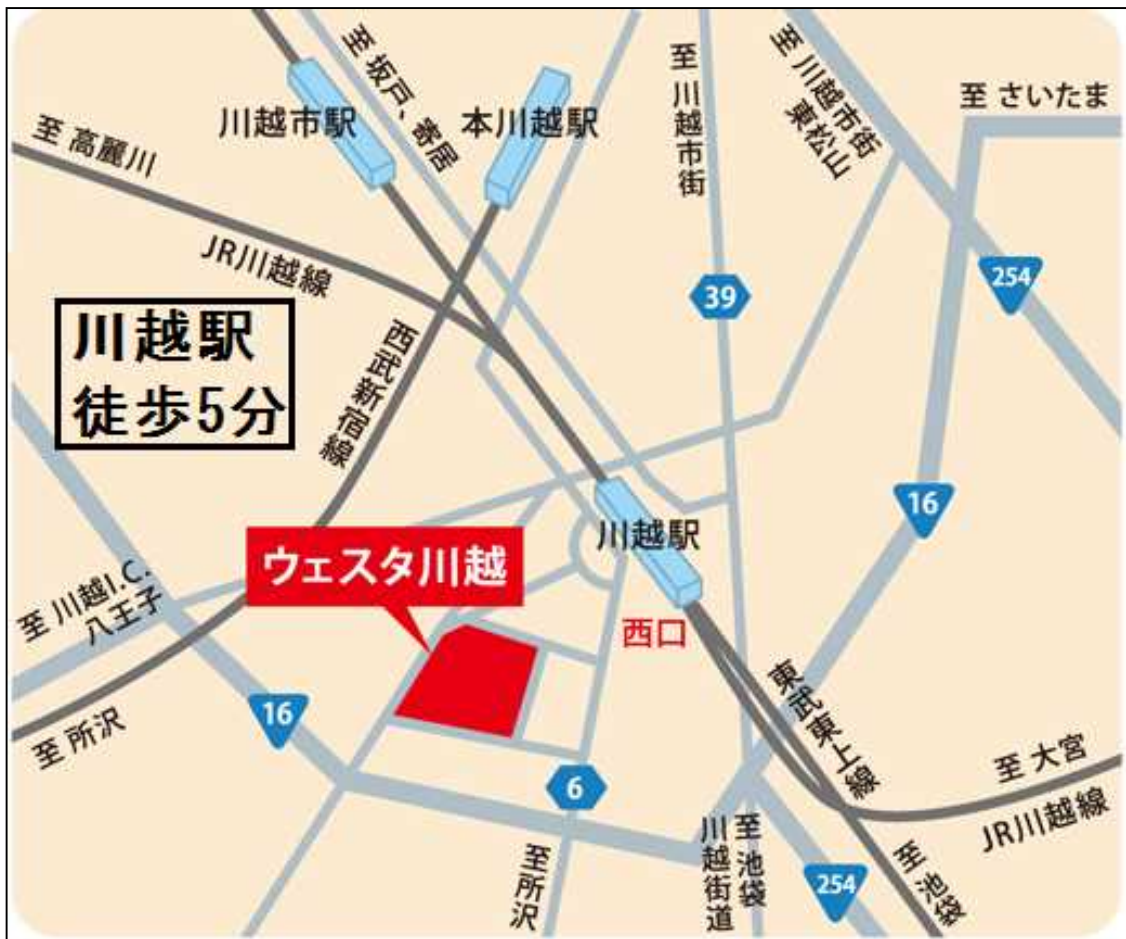 至 坂戸、寄居
至 川越市街
至 川越市街
東松山
至 さいたま
川越市駅
本川越駅
至 高麗川
JR川越線
254
39
川越駅
徒歩5分
西武新宿線
16
川越駅
ウェスタ川越
至 川越I.C.
八王子
西口
至 所沢
16
東武東上線
6
至 大宮
JR川越線
至 所沢
至 池袋
川越街道
254
至 池袋